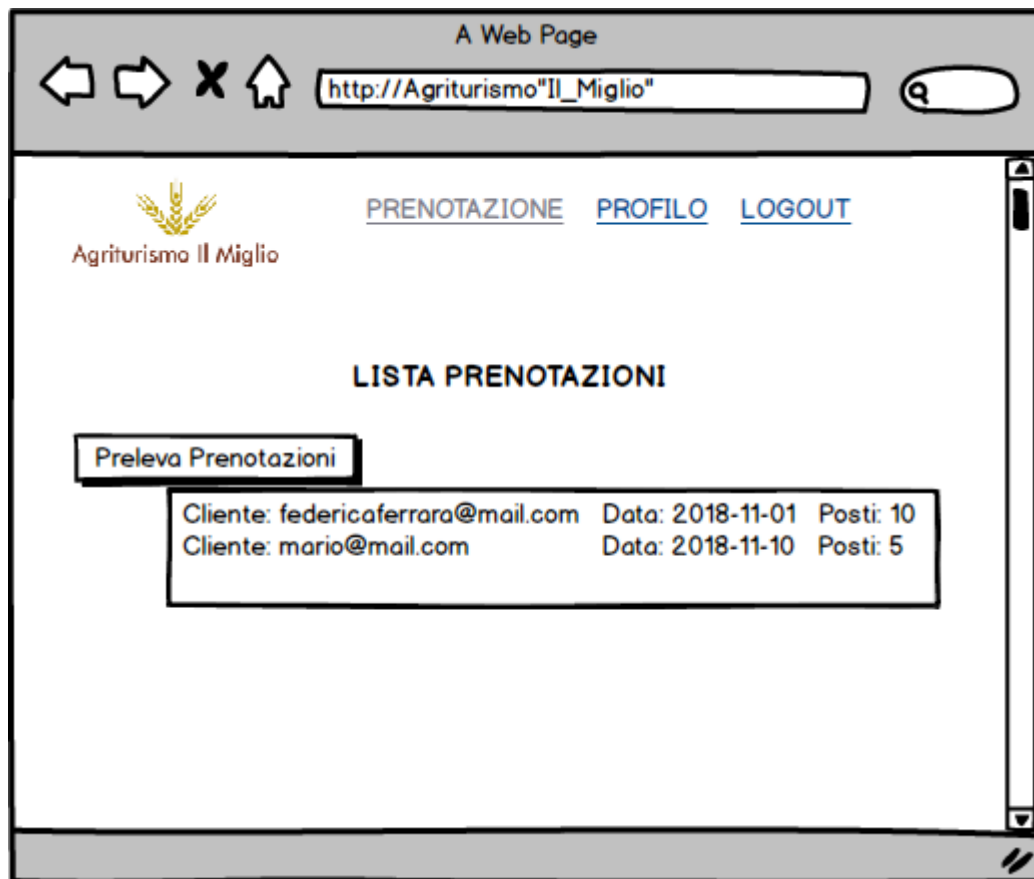 A Web Page
http://Agriturismo"Il_Miglio"
PRENOTAZIONE PROFILO LOGOUT
Agriturismo Il Miglio
LISTA PRENOTAZIONI
Preleva Prenotazioni
Cliente: federicaferrara@mail.com Data: 2018-11-01 Posti: 10
Cliente: mario@mail.com Data: 2018-11-10 Posti: 5